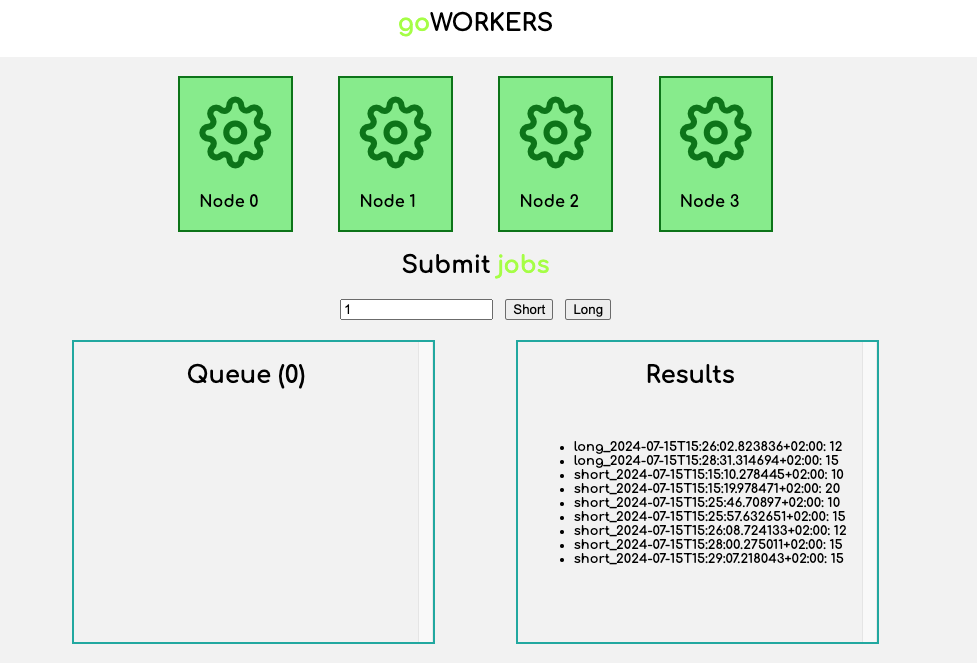 goWORKERS
Node 0
Node 1
Node 2
Node 3
Submit jobs
1
Short
Long
Queue (0)
Results
long_2024-07-15T15:26:02.823836+02:00: 12
long_2024-07-15T15:28:31.314694+02:00: 15
short_2024-07-15T15:15:10.278445+02:00: 10
short_2024-07-15T15:15:19.978471+02:00: 20
short_2024-07-15T15:25:46.70897+02:00: 10
short_2024-07-15T15:25:57.632651+02:00: 15
short_2024-07-15T15:26:08.724133+02:00: 12
short_2024-07-15T15:28:00.275011+02:00: 15
short_2024-07-15T15:29:07.218043+02:00: 15